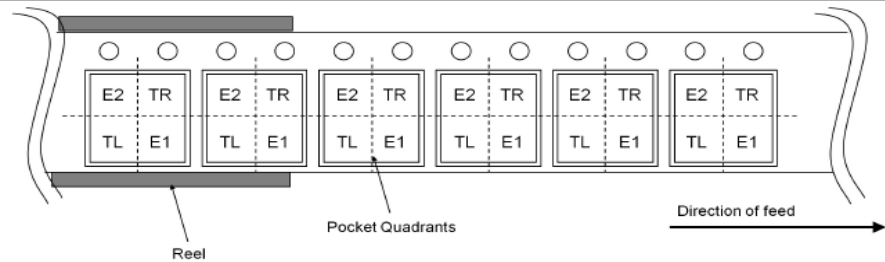 E2 TR E2 TR E2 TR E2 TR E2 TR E2 TR
TL E1 TL E1 TL E1 TL E1 TL E1 TL E1
Direction of feed
Pocket Quadrants
Reel